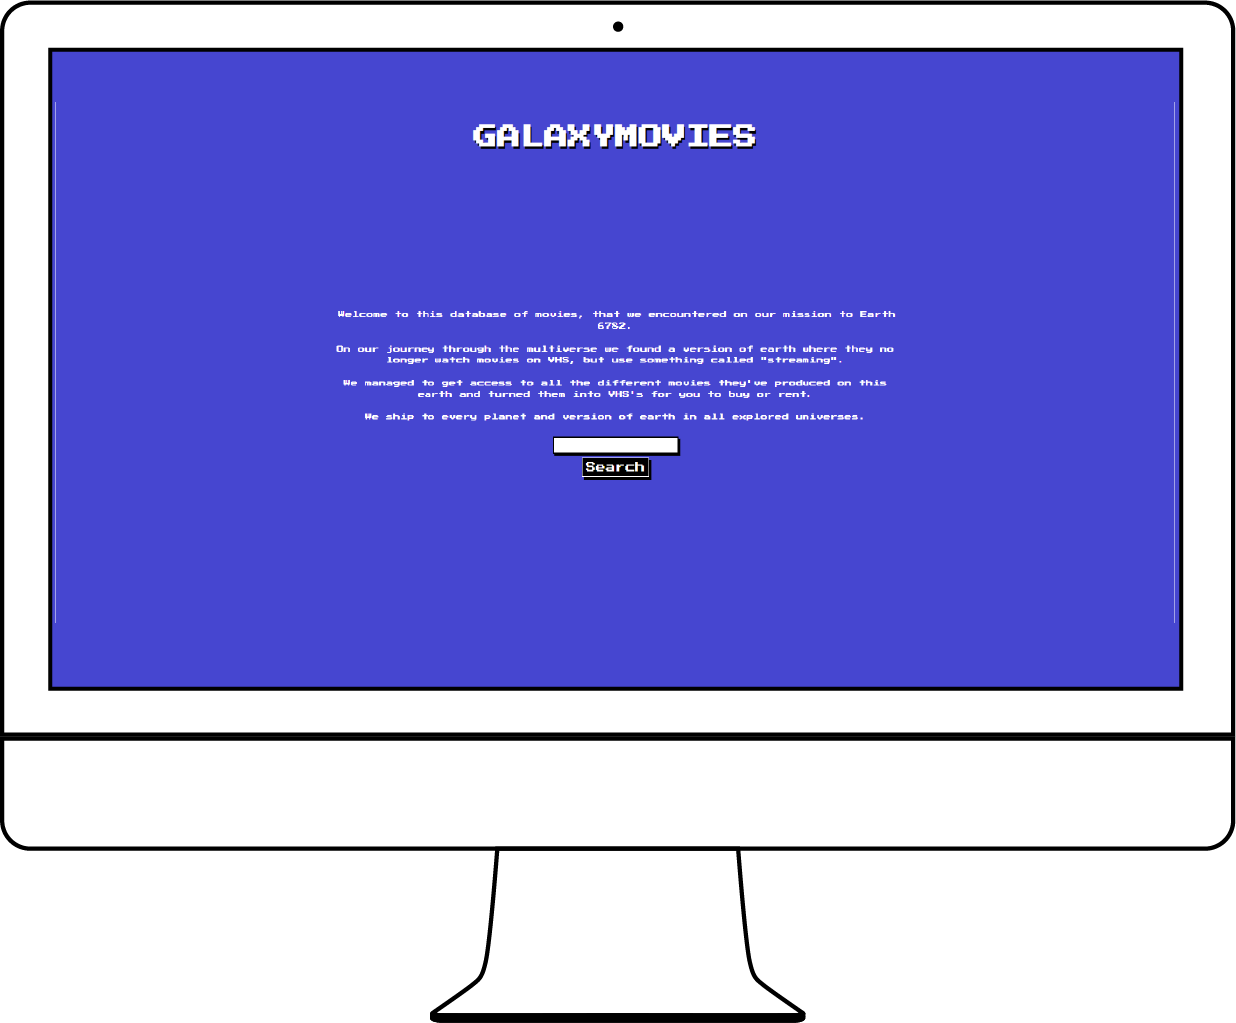 GALAXYMOVIES
Welcome to this database of movies, that we encountered on our mission to Earth
6782.
On our journey through the multiverse we found a version of earth where they no
longer watch movies on VHS, but use something called "streaming".
We managed to get access to all the different movies they've produced on this
earth and turned them into VHS's for you to buy or rent.
We ship to every planet and version of earth in all explored universes.
Search